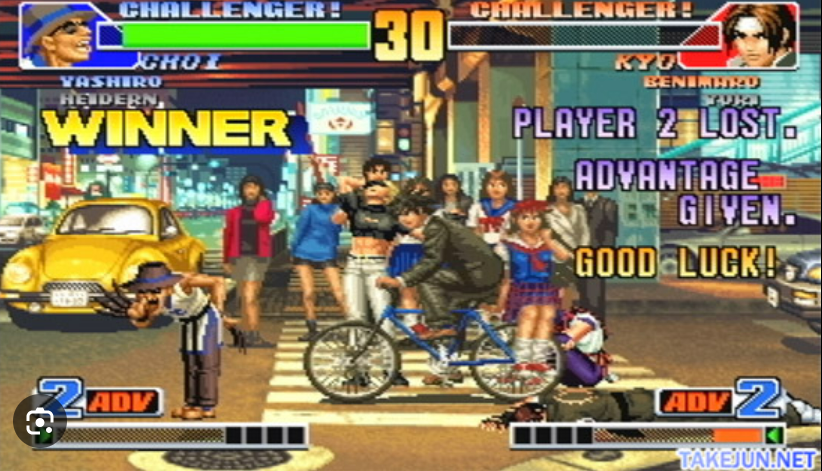 CHALLENGER!
CHALLENGER!
30
CHOI
KYO
YASHIRO
BENIMARU
HEIDERN
YURI
WINNER
PLAYER 2 LOST.
ADVANTAGE
GIVEN.
GOOD LUCK!
2 ADV
ADV 2
TAKEJUN.NET